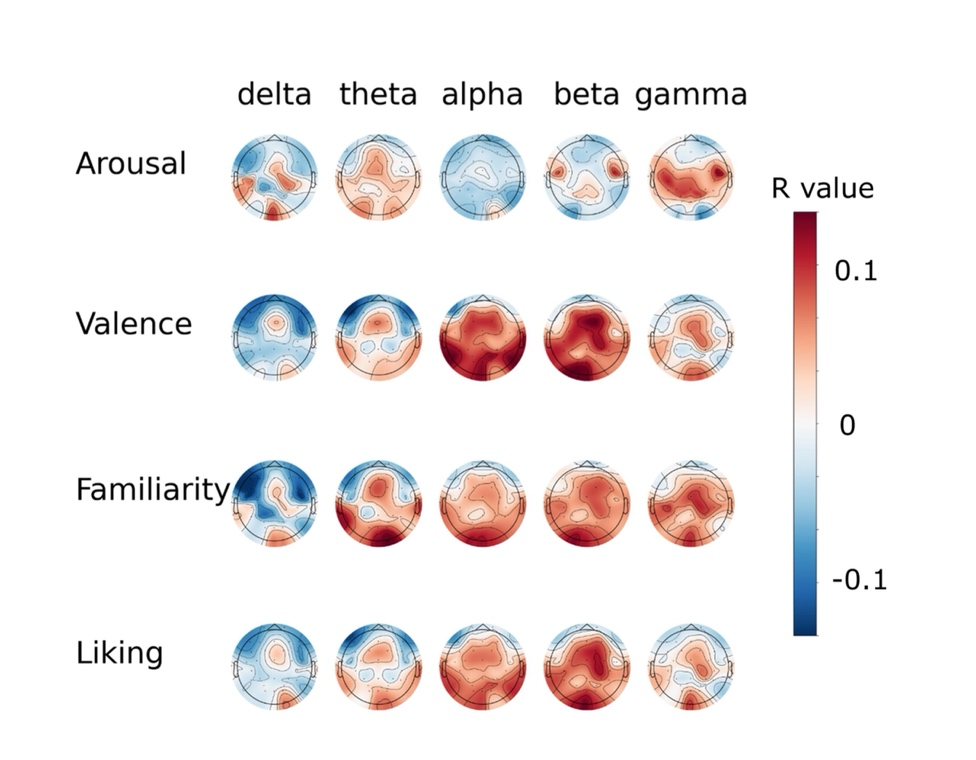 delta theta alpha beta gamma
Arousal
R value
0.1
Valence
0
Familiarity
-0.1
Liking